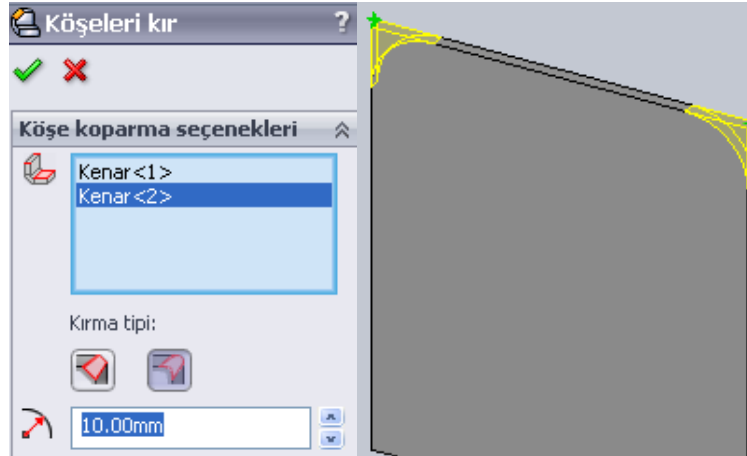 Köşeleri kır ?
Köşe koparma seçenekleri
Kenar<1>
Kenar<2>
Kırma tipi:
10.00mm